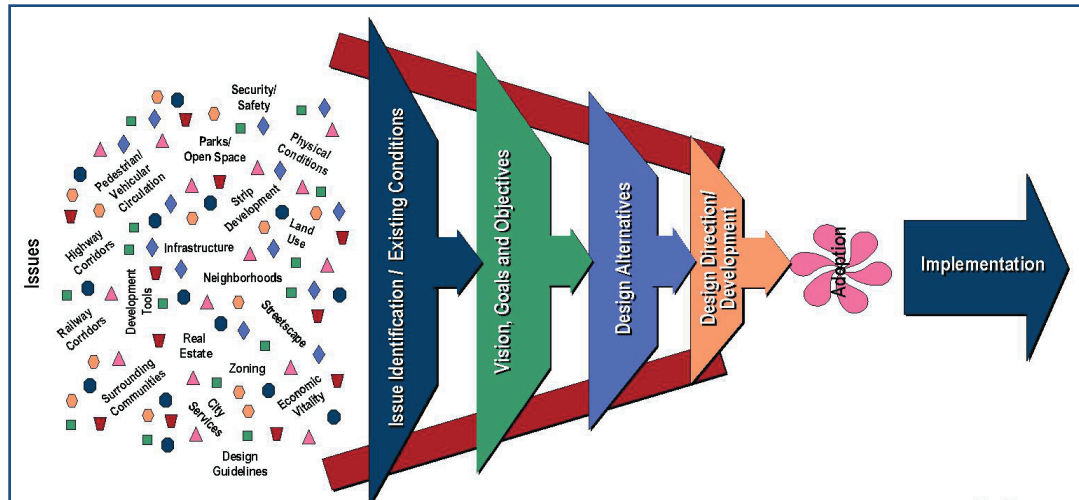 Issues
Security/
Safety
Parks/
Open Space
Physical
Conditions
Pedestrian/
Vehicular
Circulation
Strip
Development
Land
Use
Highway
Corridors
Infrastructure
Neighborhoods
Development
Tools
Streetscape
Railway
Corridors
Real
Estate
Zoning
Surrounding
Communities
City
Services
Economic
Vitality
Design
Guidelines
Issue Identification / Existing Conditions
Vision, Goals and Objectives
Design Alternatives
Design Direction/
Development
Adoption
Implementation